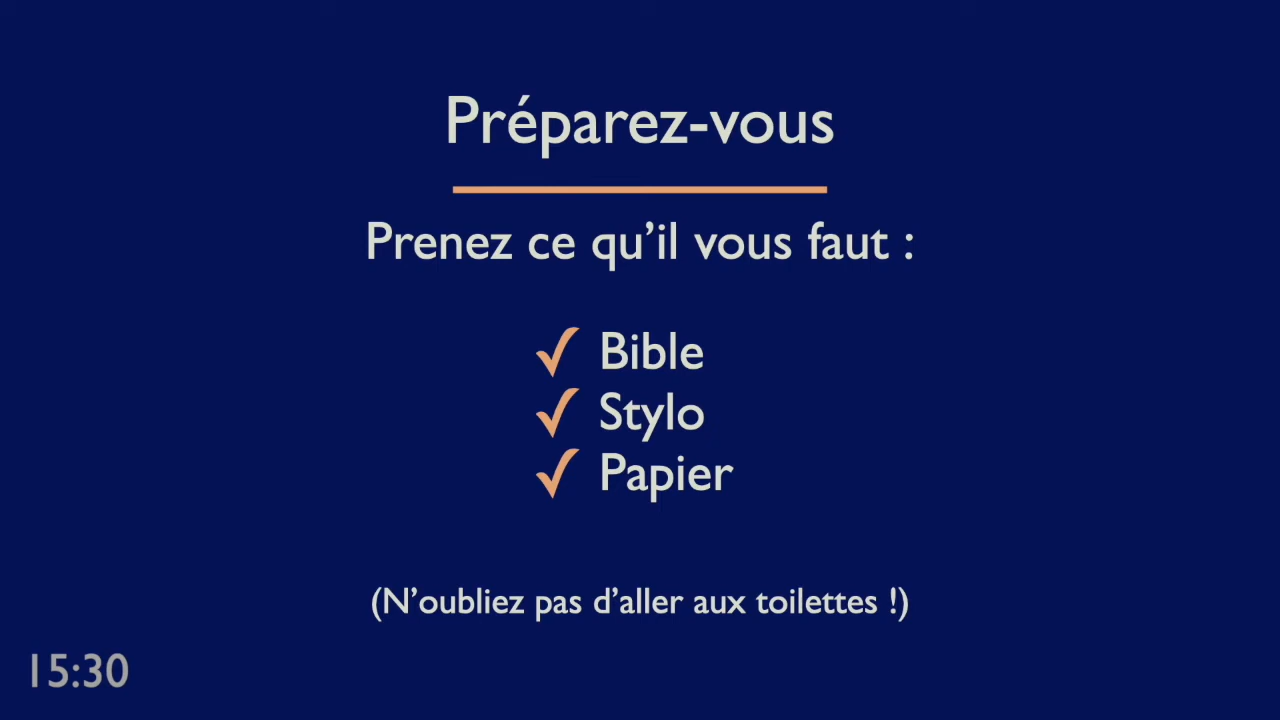 Préparez-vous
Prenez ce qu’il vous faut :
✓ Bible
✓ Stylo
✓ Papier
(N’oubliez pas d’aller aux toilettes !)
15:30